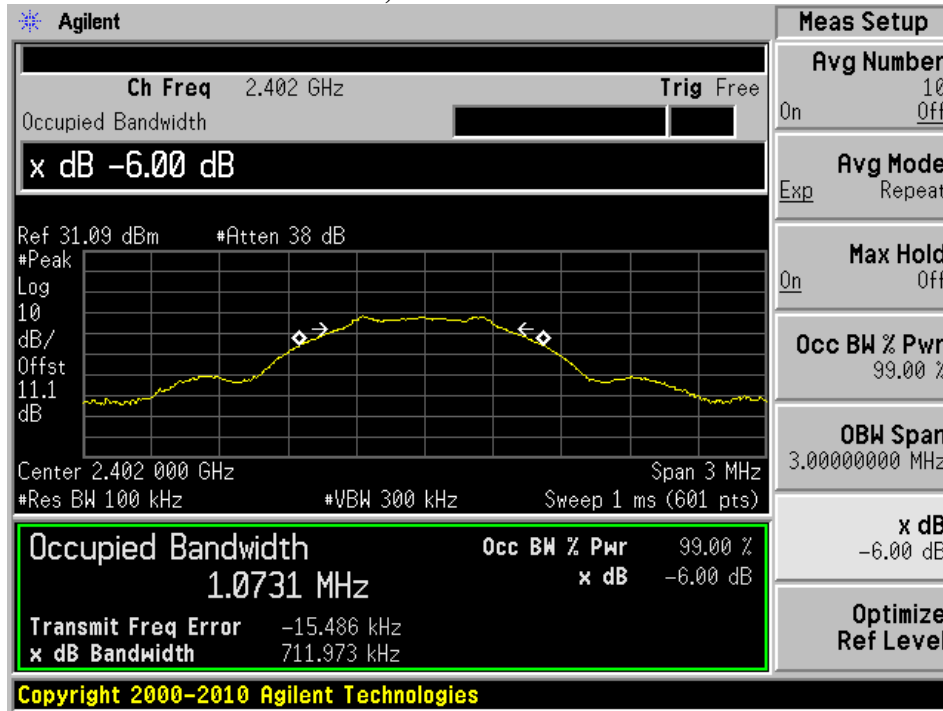 Agilent
Meas Setup
Ch Freq 2.402 GHz Trig Free
Occupied Bandwidth
x dB -6.00 dB
Ref 31.09 dBm #Atten 38 dB
#Peak
Log
10
dB/
Offst
11.1
dB
Center 2.402 000 GHz Span 3 MHz
#Res BW 100 kHz #VBW 300 kHz Sweep 1 ms (601 pts)
Occupied Bandwidth
1.0731 MHz
Occ BW % Pwr 99.00 %
x dB -6.00 dB
Transmit Freq Error -15.486 kHz
x dB Bandwidth 711.973 kHz
Copyright 2000-2010 Agilent Technologies
Avg Number
10
On Off
Avg Mode
Exp Repeat
Max Hold
On Off
Occ BW % Pwr
99.00 %
OBW Span
3.00000000 MHz
x dB
-6.00 dB
Optimize
Ref Level